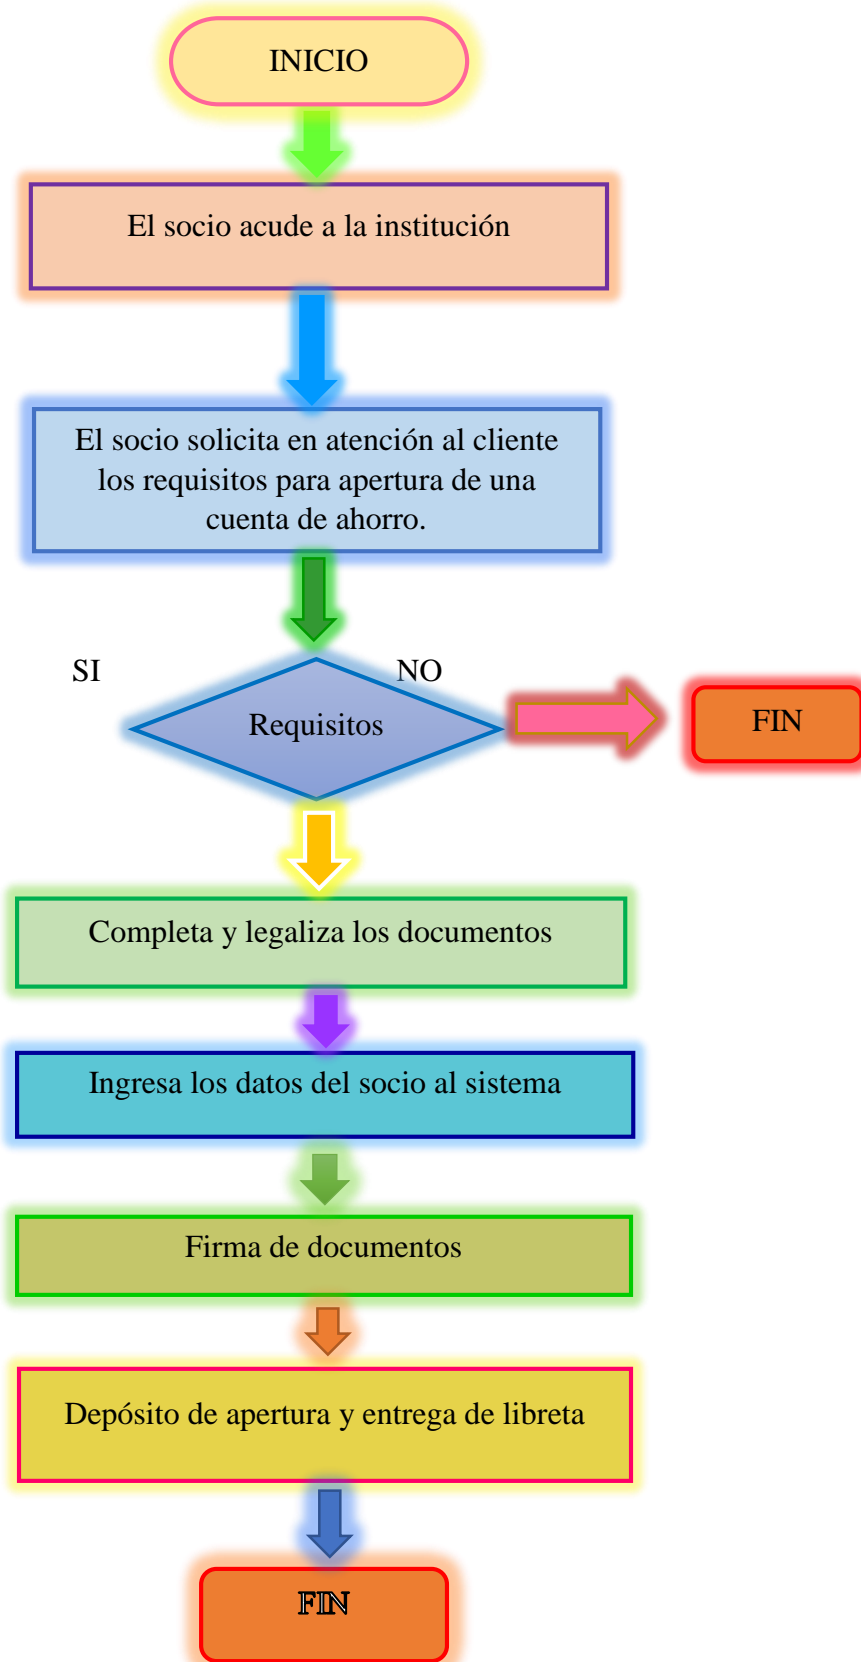 INICIO
El socio acude a la institución
El socio solicita en atención al cliente
los requisitos para apertura de una
cuenta de ahorro.
SI
NO
Requisitos
FIN
Completa y legaliza los documentos
Ingresa los datos del socio al sistema
Firma de documentos
Depósito de apertura y entrega de libreta
FIN